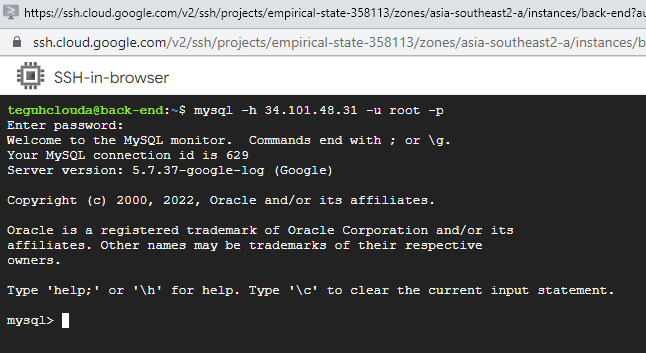 https://ssh.cloud.google.com/v2/ssh/projects/empirical-state-358113/zones/asia-southeast2-a/instances/back-end?au
ssh.cloud.google.com/v2/ssh/projects/empirical-state-358113/zones/asia-southeast2-a/instances/b
SSH-in-browser
teguhclouda@back-end:~$ mysql -h 34.101.48.31 -u root -p
Enter password:
Welcome to the MySQL monitor.  Commands end with ; or \g.
Your MySQL connection id is 629
Server version: 5.7.37-google-log (Google)
Copyright (c) 2000, 2022, Oracle and/or its affiliates.
Oracle is a registered trademark of Oracle Corporation and/or its
affiliates. Other names may be trademarks of their respective
owners.
Type 'help;' or '\h' for help. Type '\c' to clear the current input statement.
mysql>